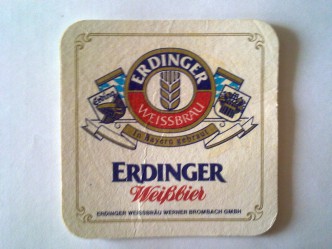 ERDINGER
WEISSBRÄU
In Bayern gebraut
ERDINGER
Weißbier
ERDINGER WEISSBRÄU WERNER BROMBACH GMBH